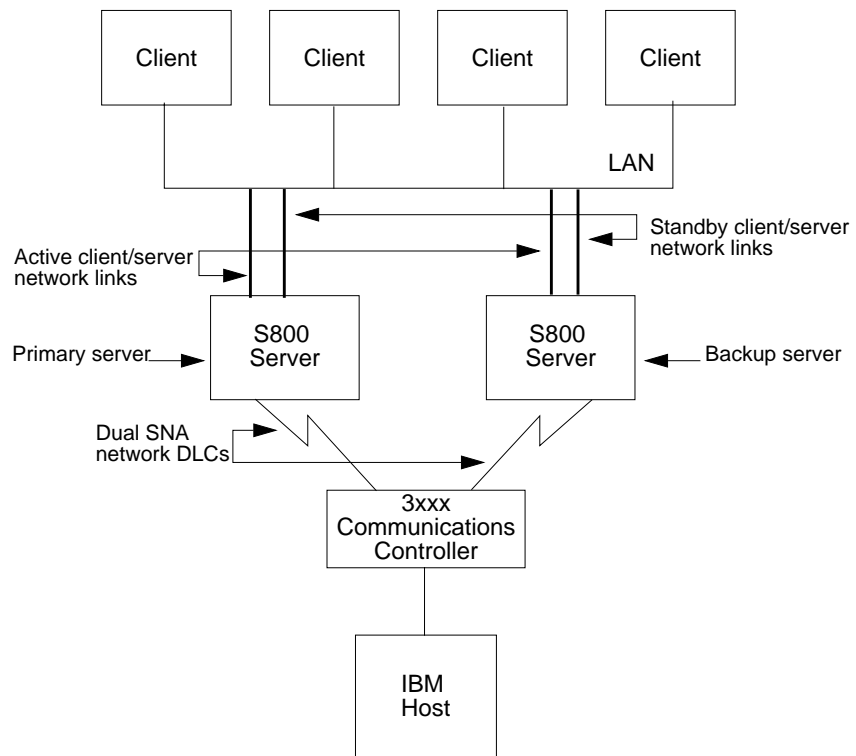 Client
Client
Client
Client
LAN
Standby client/server
network links
Active client/server
network links
S800
Server
S800
Server
Primary server
Backup server
Dual SNA
network DLCs
3xxx
Communications
Controller
IBM
Host